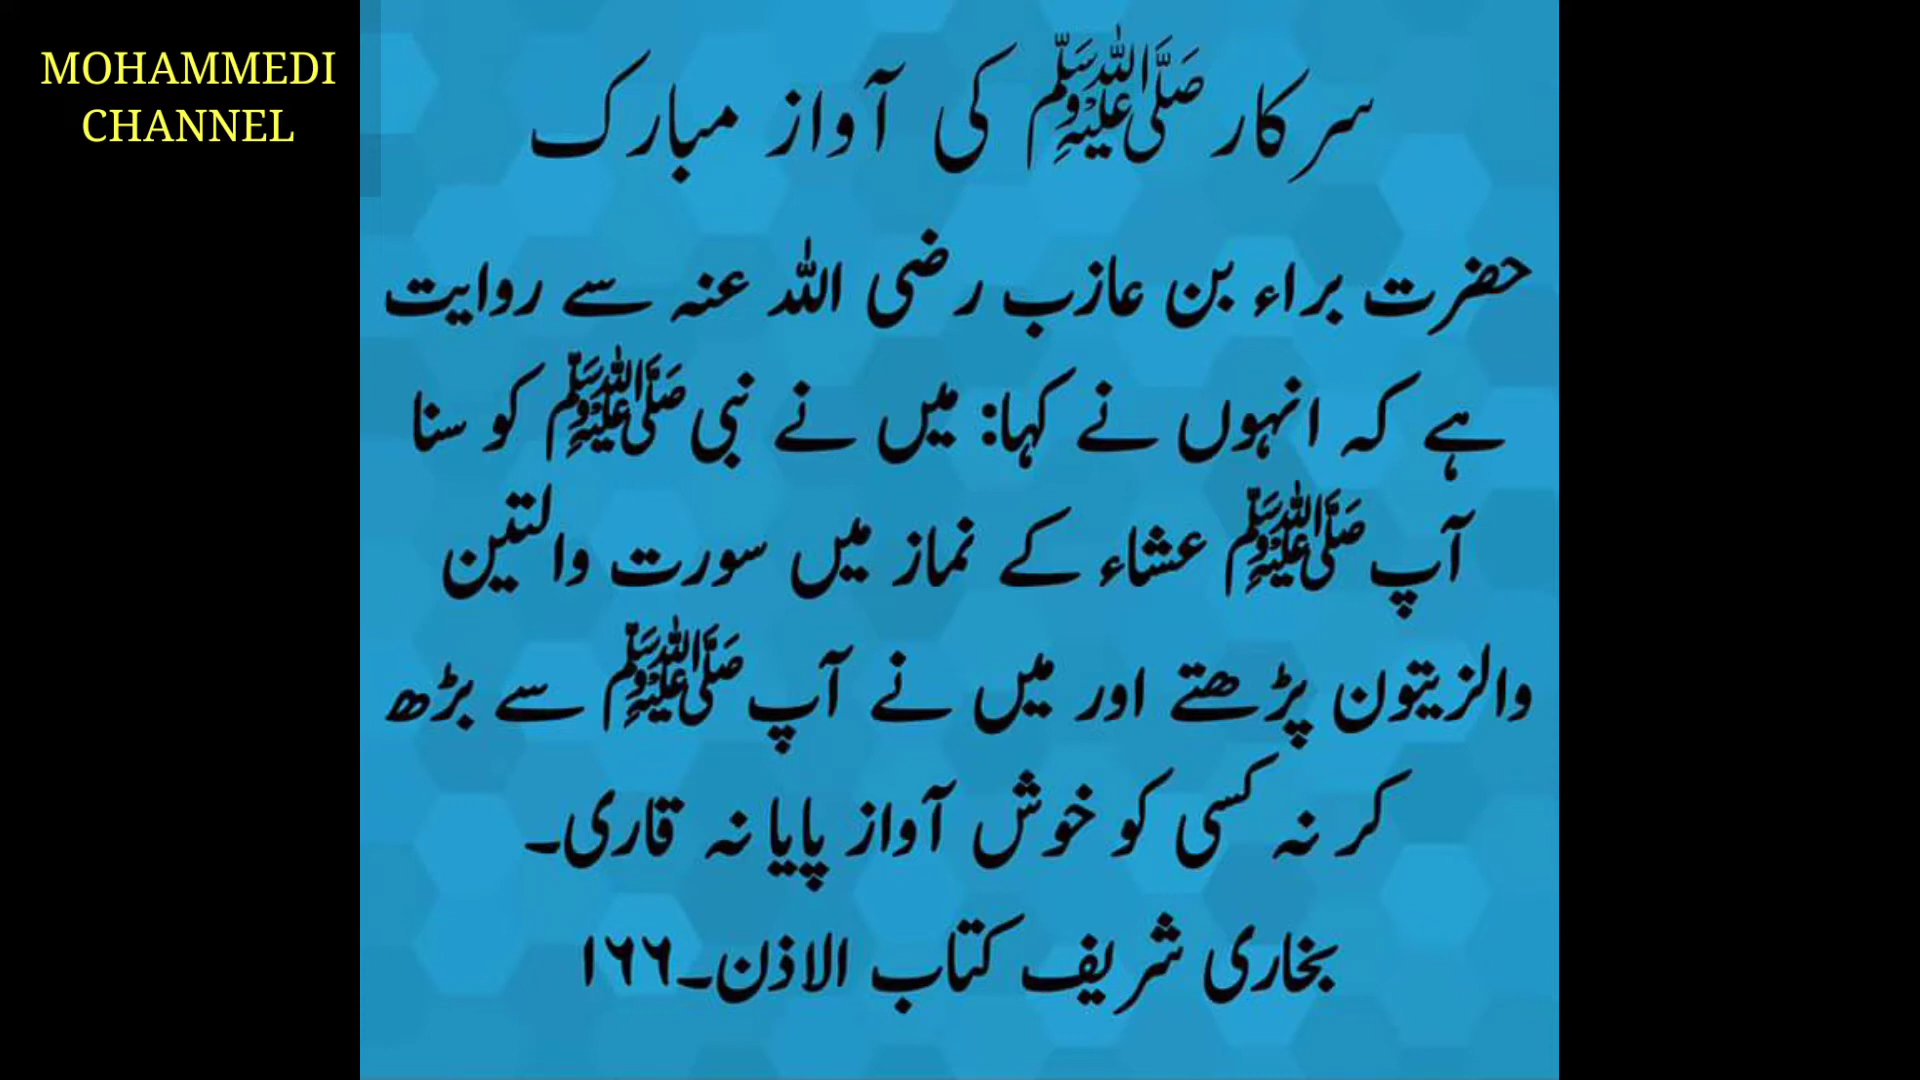 MOHAMMEDI
CHANNEL
سرکار ﷺ کی آواز مبارک
حضرت براء بن عازب رضی اللہ عنہ سے روایت
ہے کہ انہوں نے کہا: میں نے نبی ﷺ کو سنا
آپ ﷺ عشاء کے نماز میں سورت والتین
والزیتون پڑھتے اور میں نے آپ ﷺ سے بڑھ
کر نہ کسی کو خوش آواز پایا نہ قاری۔
بخاری شریف کتاب الاذن۔۱٦٦